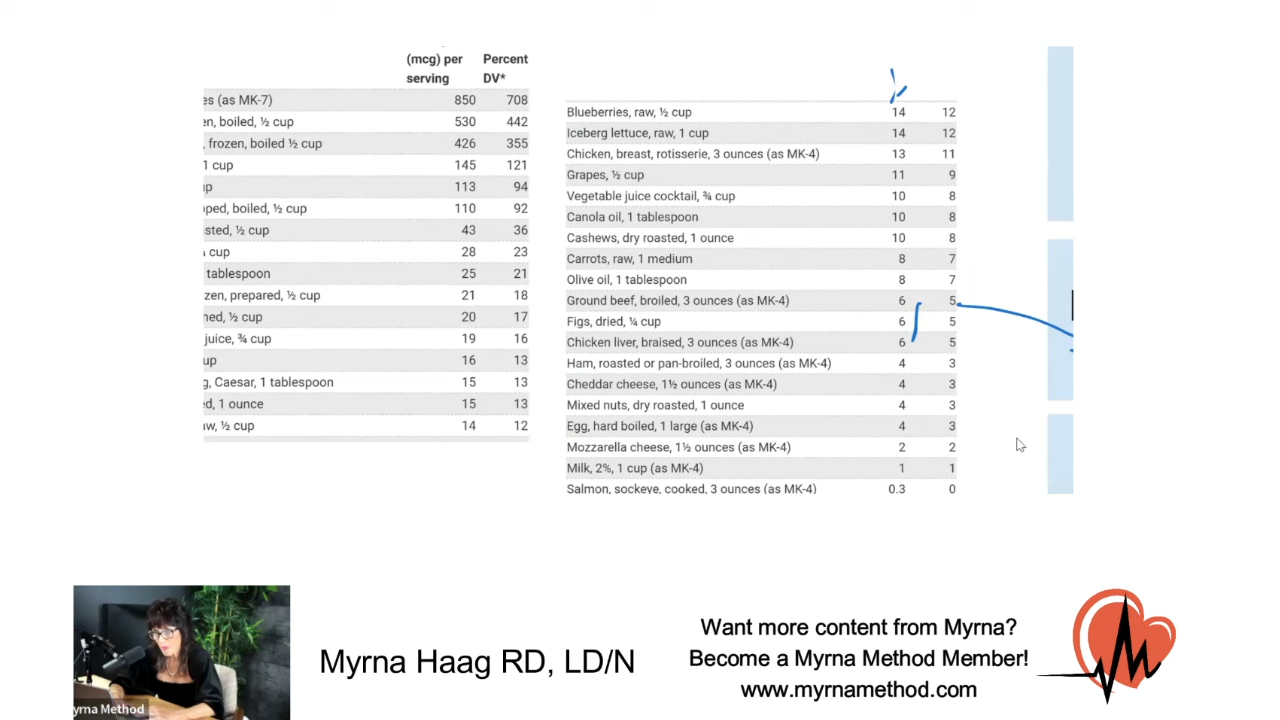 (mcg) per Percent
serving DV*
es (as MK-7) 850 708
en, boiled, ½ cup 530 442
, frozen, boiled ½ cup 426 355
1 cup 145 121
up 113 94
pped, boiled, ½ cup 110 92
sted, ½ cup 43 36
cup 28 23
tablespoon 25 21
zen, prepared, ½ cup 21 18
ned, ½ cup 20 17
juice, ¾ cup 19 16
up 16 13
g, Caesar, 1 tablespoon 15 13
ed, 1 ounce 15 13
aw, ½ cup 14 12
Blueberries, raw, ½ cup 14 12
Iceberg lettuce, raw, 1 cup 14 12
Chicken, breast, rotisserie, 3 ounces (as MK-4) 13 11
Grapes, ½ cup 11 9
Vegetable juice cocktail, ¾ cup 10 8
Canola oil, 1 tablespoon 10 8
Cashews, dry roasted, 1 ounce 10 8
Carrots, raw, 1 medium 8 7
Olive oil, 1 tablespoon 8 7
Ground beef, broiled, 3 ounces (as MK-4) 6 5
Figs, dried, ¼ cup 6 5
Chicken liver, braised, 3 ounces (as MK-4) 6 5
Ham, roasted or pan-broiled, 3 ounces (as MK-4) 4 3
Cheddar cheese, 1½ ounces (as MK-4) 4 3
Mixed nuts, dry roasted, 1 ounce 4 3
Egg, hard boiled, 1 large (as MK-4) 4 3
Mozzarella cheese, 1½ ounces (as MK-4) 2 2
Milk, 2%, 1 cup (as MK-4) 1 1
Salmon, sockeye, cooked, 3 ounces (as MK-4) 0.3 0
yrna Method
Myrna Haag RD, LD/N
Want more content from Myrna?
Become a Myrna Method Member!
www.myrnamethod.com